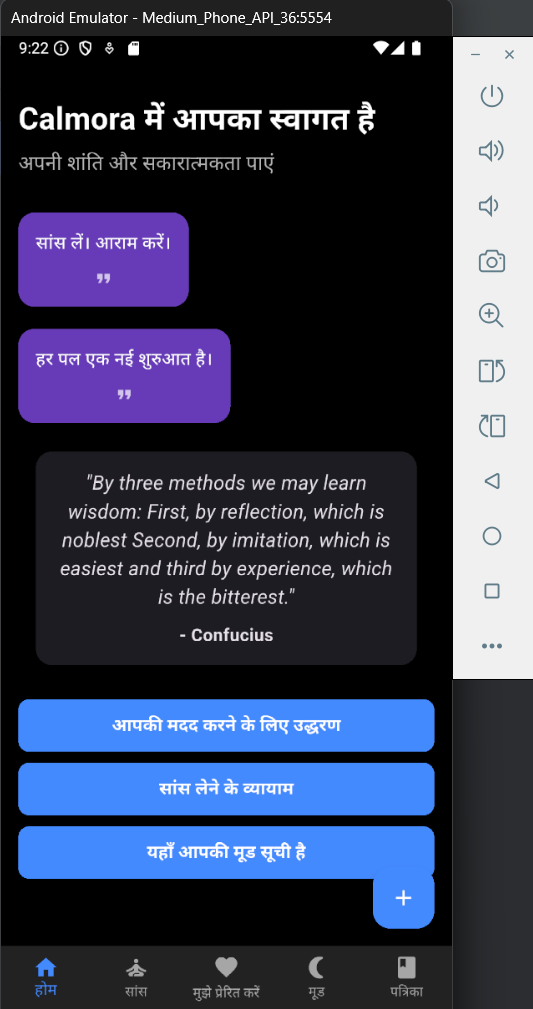 Android Emulator - Medium_Phone_API_36:5554
9:22
Calmora में आपका स्वागत है
अपनी शांति और सकारात्मकता पाएं
सांस लें। आराम करें।
हर पल एक नई शुरुआत है।
"By three methods we may learn
wisdom: First, by reflection, which is
noblest Second, by imitation, which is
easiest and third by experience, which
is the bitterest."
- Confucius
आपकी मदद करने के लिए उद्धरण
सांस लेने के व्यायाम
यहाँ आपकी मूड सूची है
+
होम
सांस
मुझे प्रेरित करें
मूड
पत्रिका